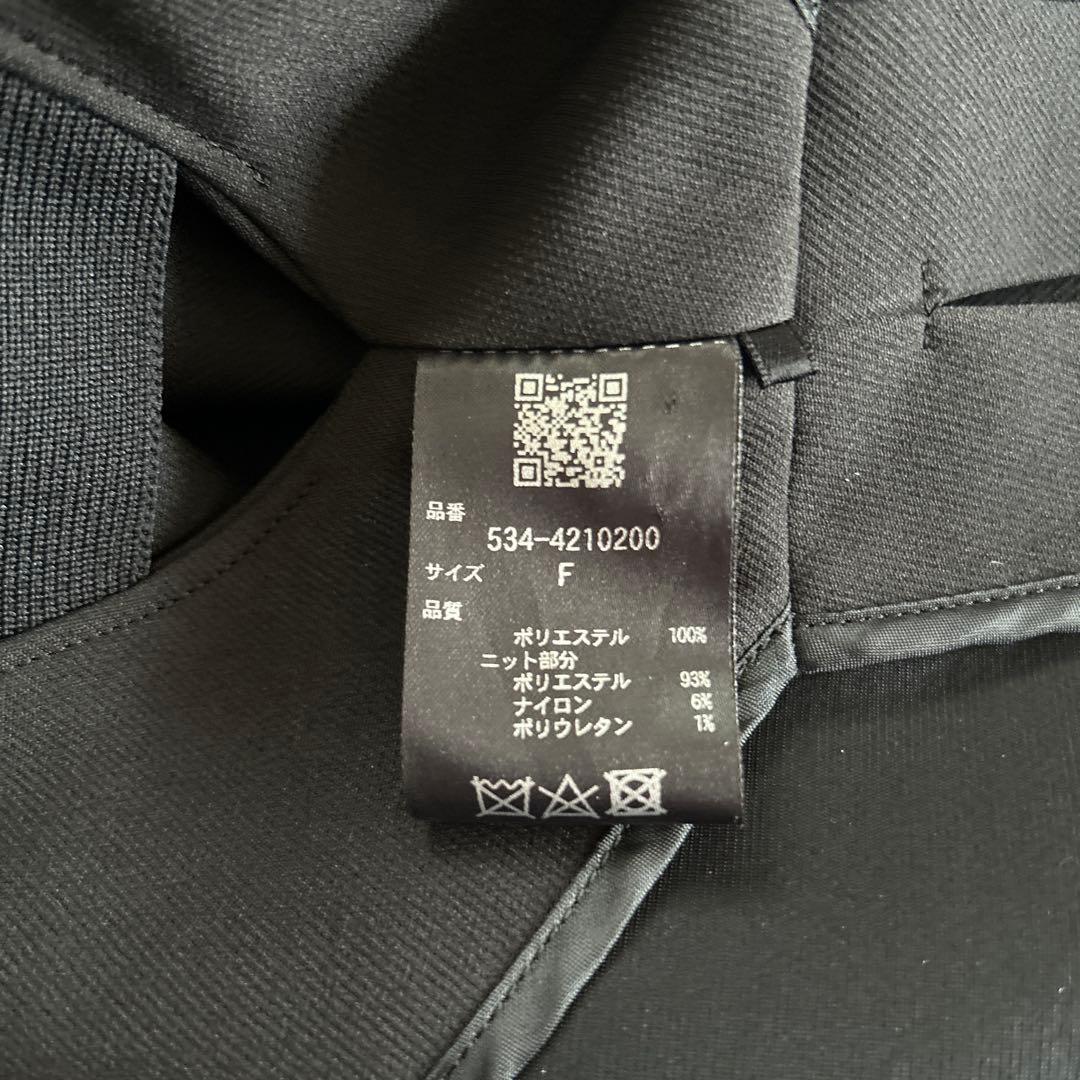 品番
534-4210200
サイズ F
品質
ポリエステル 100%
ニット部分
ポリエステル 93%
ナイロン 6%
ポリウレタン 1%